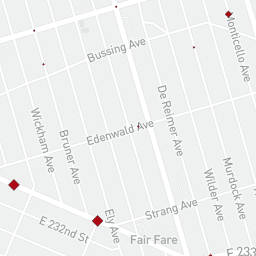 Monticello Ave
Bussing Ave
De Reimer Ave
Wickham Ave
Bruner Ave
Edenwald Ave
Murdock Ave
Wilder Ave
Ely Ave
Strang Ave
E 232nd St
Fair Fare
E 233